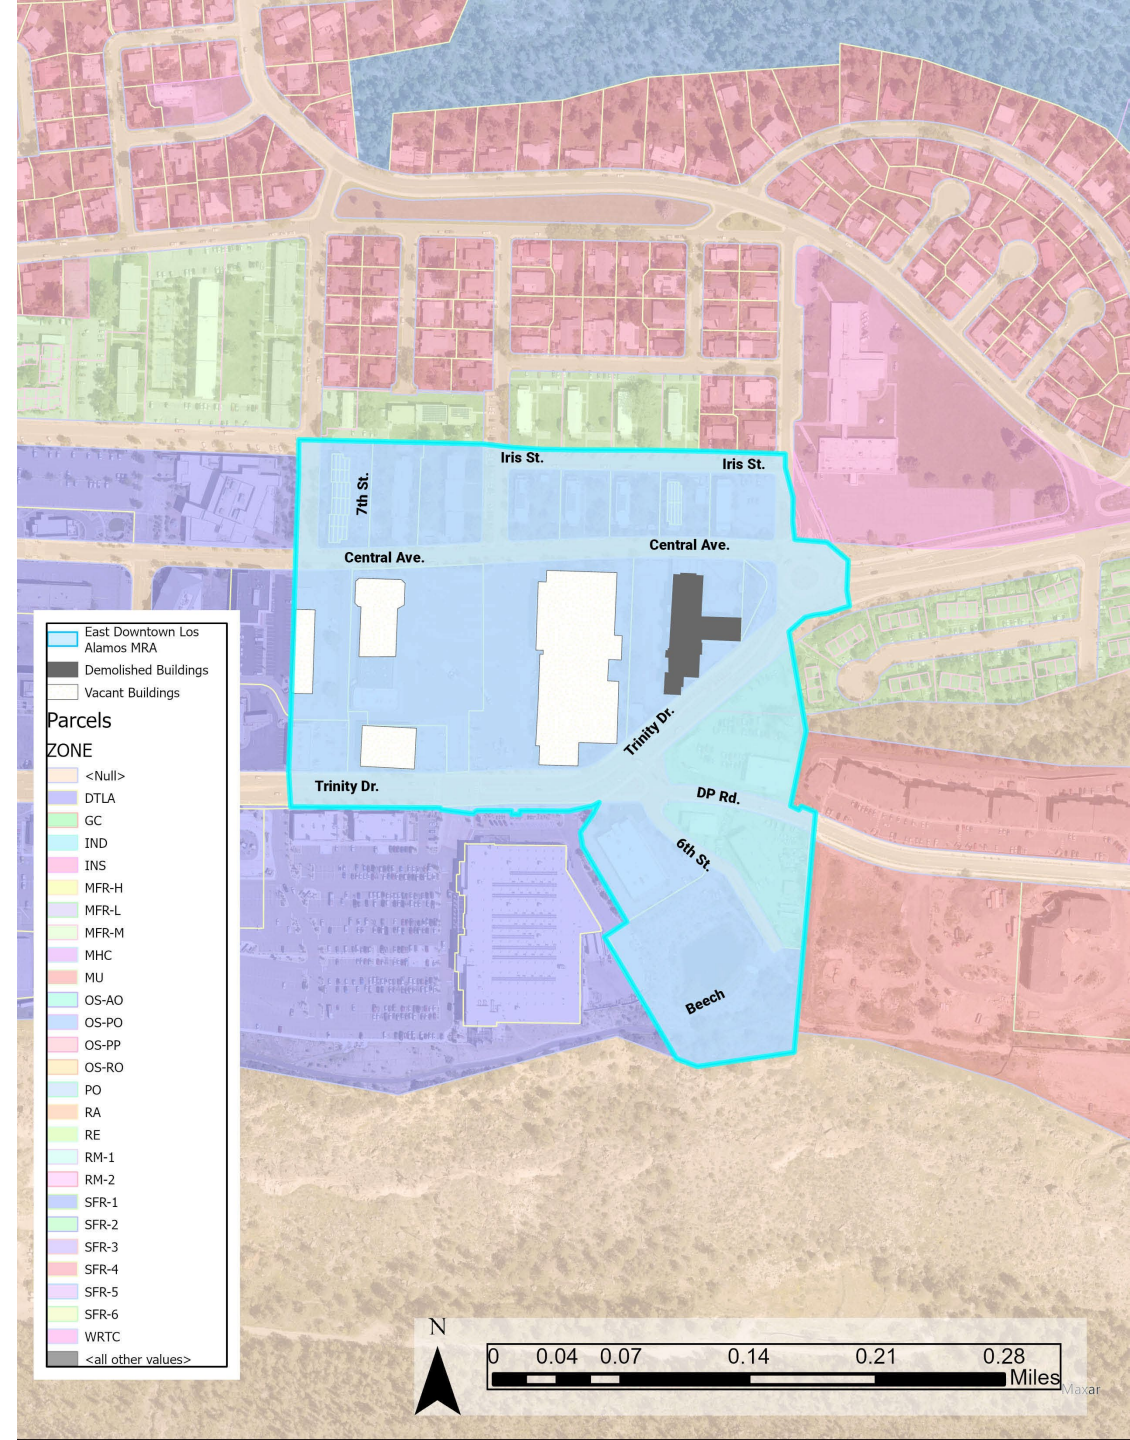 Iris St.
Iris St.
7th St.
Central Ave.
Central Ave.
Trinity Dr.
Trinity Dr.
DP Rd.
6th St.
Beech
East Downtown Los
Alamos MRA
Demolished Buildings
Vacant Buildings
Parcels
ZONE
<Null>
DTLA
GC
IND
INS
MFR-H
MFR-L
MFR-M
MHC
MU
OS-AO
OS-PO
OS-PP
OS-RO
PO
RA
RE
RM-1
RM-2
SFR-1
SFR-2
SFR-3
SFR-4
SFR-5
SFR-6
WRTC
<all other values>
N
0 0.04 0.07 0.14 0.21 0.28
Miles
Maxar